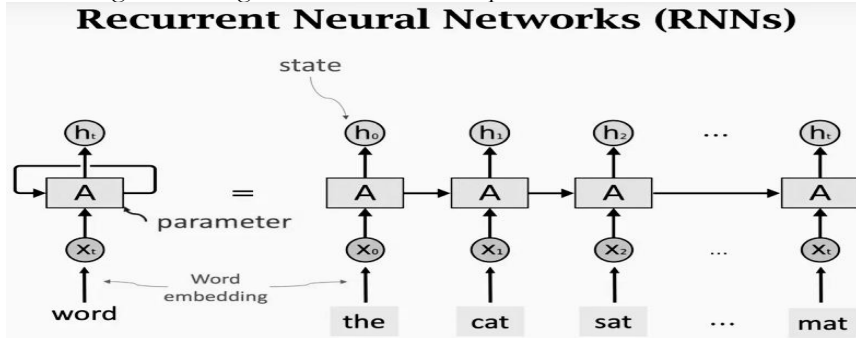 Recurrent Neural Networks (RNNs)
state
hₜ
h₀
h₁
h₂
...
hₜ
A
=
A
A
A
A
parameter
xₜ
x₀
x₁
x₂
...
xₜ
Word
embedding
word
the
cat
sat
...
mat